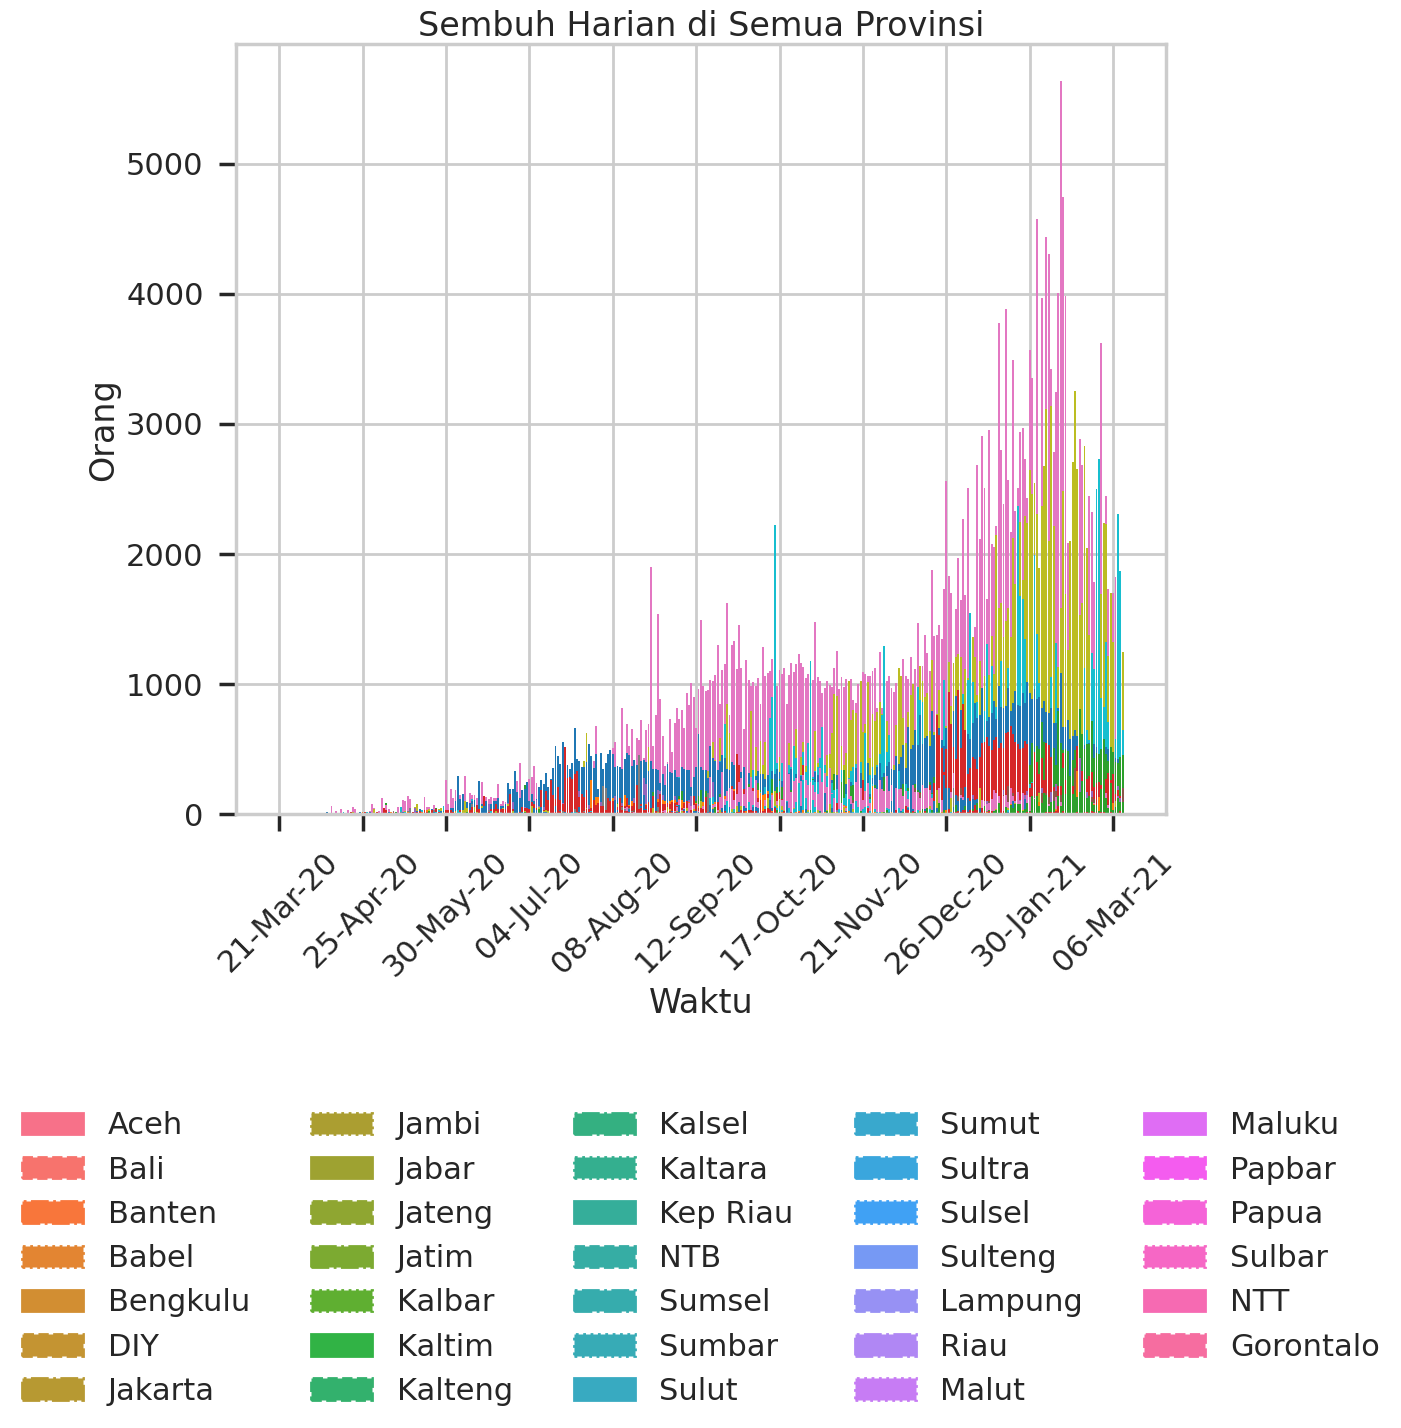 Sembuh Harian di Semua Provinsi
5000
4000
3000
2000
1000
0
Orang
21-Mar-20
25-Apr-20
30-May-20
04-Jul-20
08-Aug-20
12-Sep-20
17-Oct-20
21-Nov-20
26-Dec-20
30-Jan-21
06-Mar-21
Waktu
Aceh
Bali
Banten
Babel
Bengkulu
DIY
Jakarta
Jambi
Jabar
Jateng
Jatim
Kalbar
Kaltim
Kalteng
Kalsel
Kaltara
Kep Riau
NTB
Sumsel
Sumbar
Sulut
Sumut
Sultra
Sulsel
Sulteng
Lampung
Riau
Malut
Maluku
Papbar
Papua
Sulbar
NTT
Gorontalo